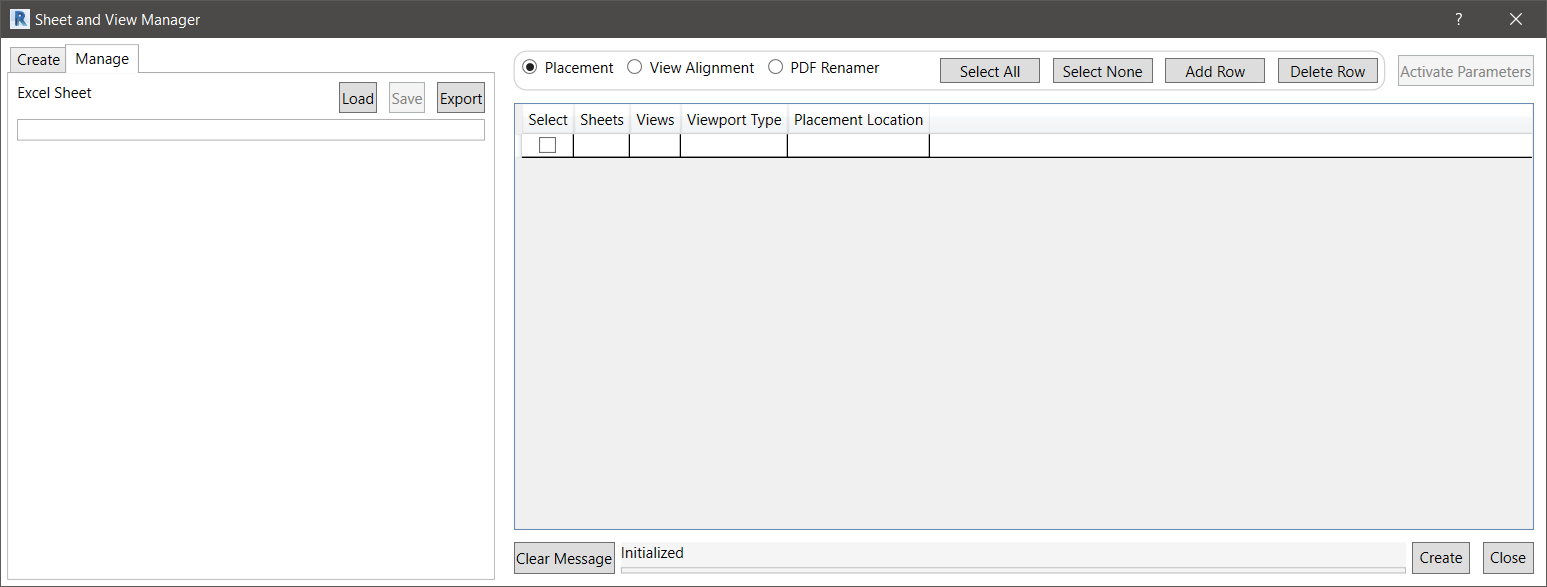 R Sheet and View Manager ?
Create Manage
Excel Sheet Load Save Export
Placement View Alignment PDF Renamer Select All Select None Add Row Delete Row Activate Parameters
Select Sheets Views Viewport Type Placement Location
Clear Message Initialized Create Close